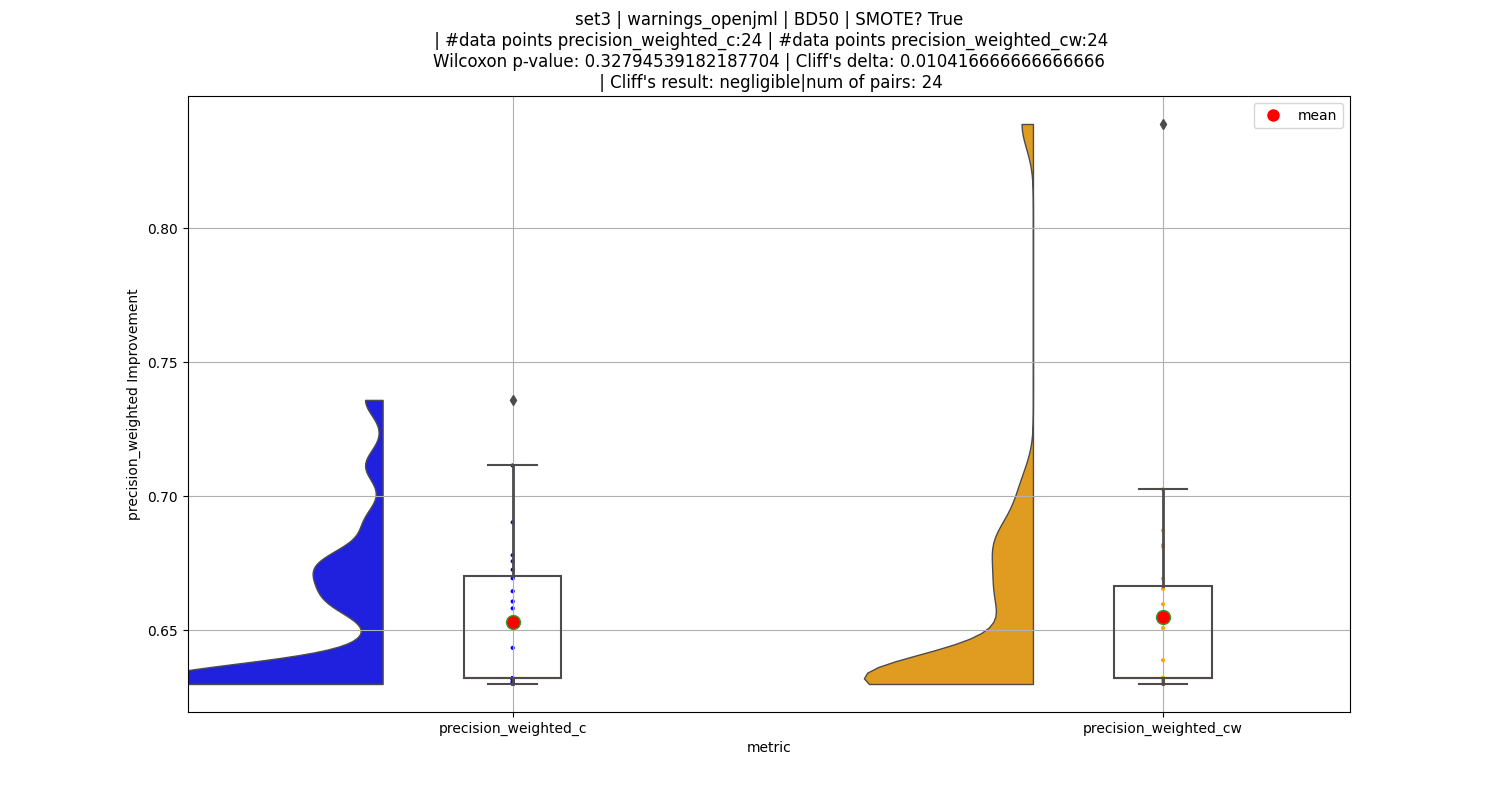 set3 | warnings_openjml | BD50 | SMOTE? True
| #data points precision_weighted_c:24 | #data points precision_weighted_cw:24
Wilcoxon p-value: 0.32794539182187704 | Cliff's delta: 0.010416666666666666
| Cliff's result: negligible|num of pairs: 24
mean
0.80
0.75
0.70
0.65
precision_weighted Improvement
precision_weighted_c
precision_weighted_cw
metric